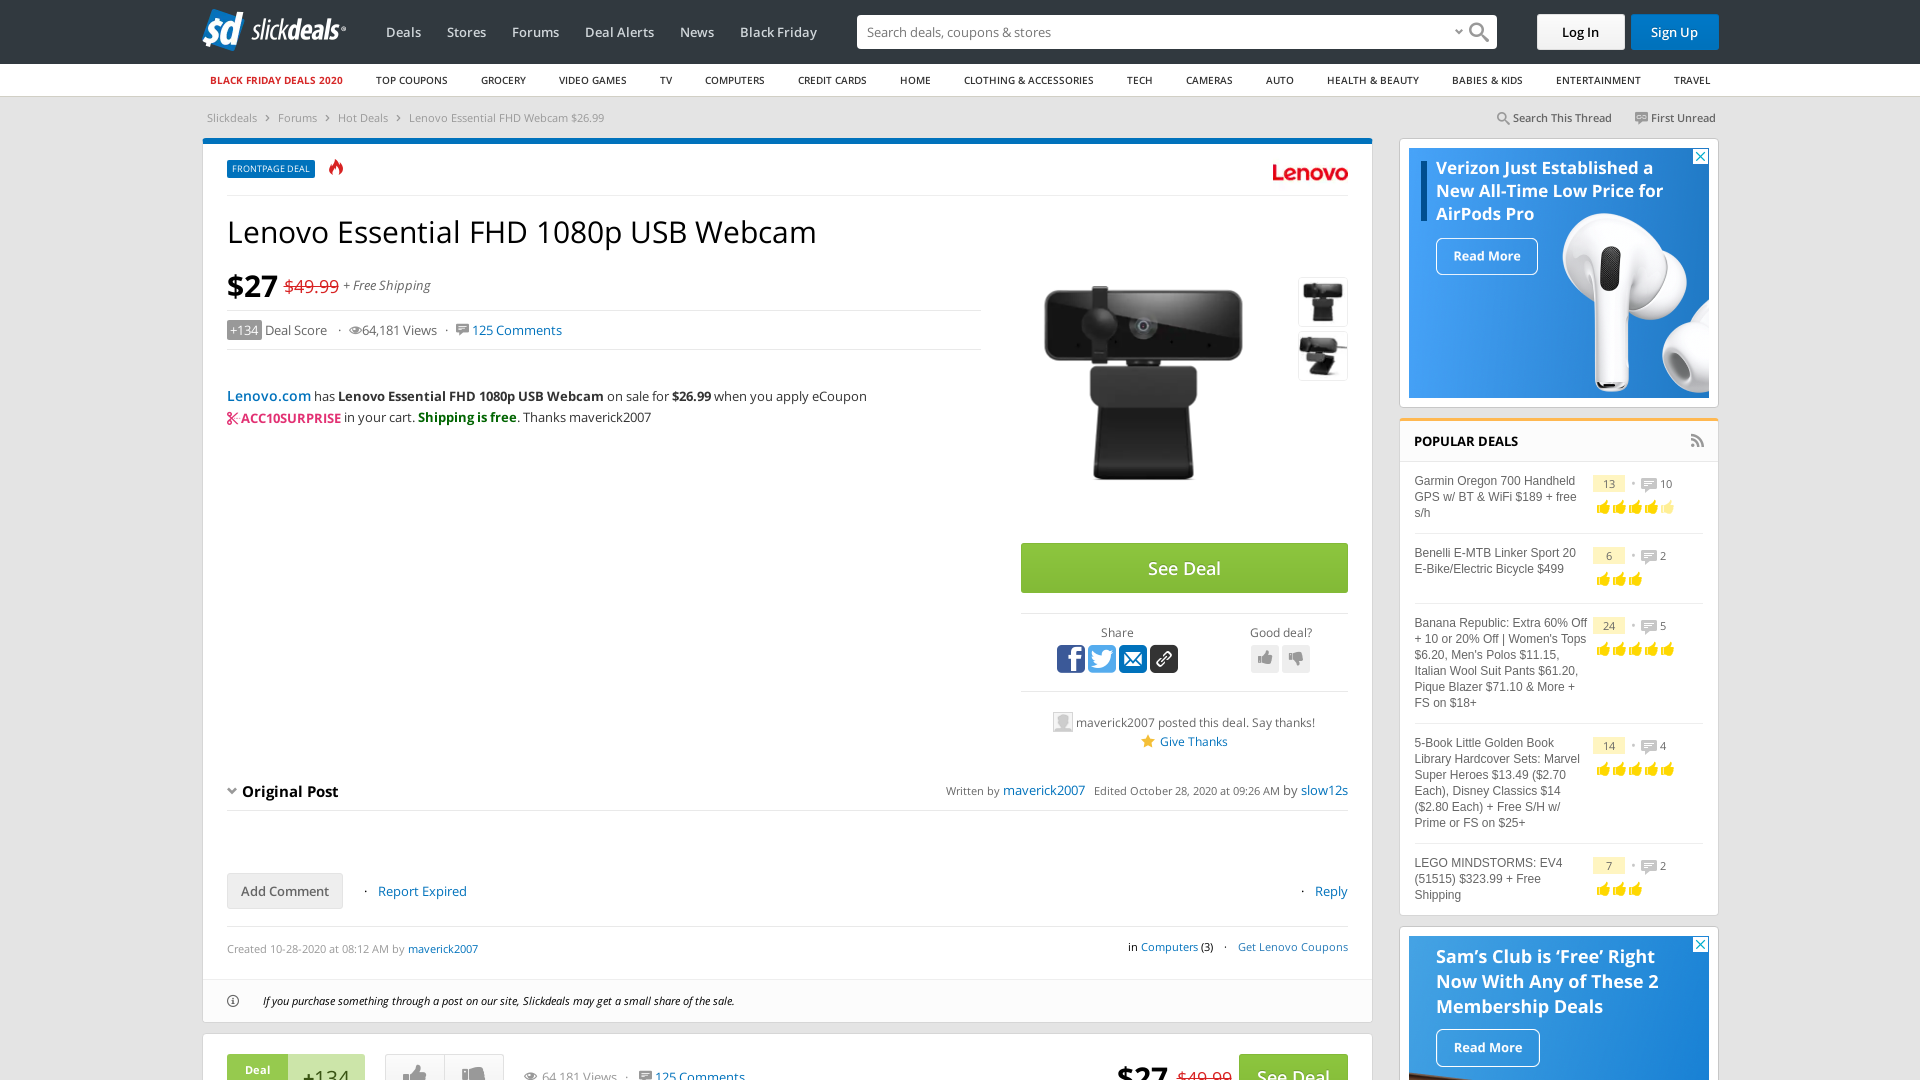 sd slickdeals
Deals Stores Forums Deal Alerts News Black Friday
Search deals, coupons & shops
Log In
Sign Up
BLACK FRIDAY DEALS 2020 TOP COUPONS GROCERY VIDEO GAMES TV COMPUTERS CREDIT CARDS HOME CLOTHING & ACCESSORIES TECH CAMERAS AUTO HEALTH & BEAUTY BABIES & KIDS ENTERTAINMENT TRAVEL
Slickdeals > Forums > Hot Deals > Lenovo Essential FHD Webcam $26.99
Search This Thread First Unread
FRONTPAGE DEAL
Lenovo
Lenovo Essential FHD 1080p USB Webcam
$27 $49.99 + Free Shipping
+134 Deal Score · 64,181 Views · 125 Comments
Lenovo.com has Lenovo Essential FHD 1080p USB Webcam on sale for $26.99 when you apply eCoupon
ACC10SURPRISE in your cart. Shipping is free. Thanks maverick2007
See Deal
Share
Good deal?
maverick2007 posted this deal. Say thanks!
Give Thanks
Original Post
Written by maverick2007 Edited October 28, 2020 at 09:26 AM by slow12s
Add Comment · Report Expired
· Reply
Created 10-28-2020 at 08:12 AM by maverick2007
in Computers (3) · Get Lenovo Coupons
If you purchase something through a post on our site, Slickdeals may get a small share of the sale.
Deal
+134
64,181 Views · 125 Comments
$27 $49.99 See Deal
Verizon Just Established a
New All-Time Low Price for
AirPods Pro
Read More
POPULAR DEALS
Garmin Oregon 700 Handheld
GPS w/ BT & WiFi $189 + free
s/h
13 • 10
Benelli E-MTB Linker Sport 20
E-Bike/Electric Bicycle $499
6 • 2
Banana Republic: Extra 60% Off
+ 10 or 20% Off | Women's Tops
$6.20, Men's Polos $11.15,
Italian Wool Suit Pants $61.20,
Pique Blazer $71.10 & More +
FS on $18+
24 • 5
5-Book Little Golden Book
Library Hardcover Sets: Marvel
Super Heroes $13.49 ($2.70
Each), Disney Classics $14
($2.80 Each) + Free S/H w/
Prime or FS on $25+
14 • 4
LEGO MINDSTORMS: EV4
(51515) $323.99 + Free
Shipping
7 • 2
Sam's Club is ‘Free’ Right
Now With Any of These 2
Membership Deals
Read More